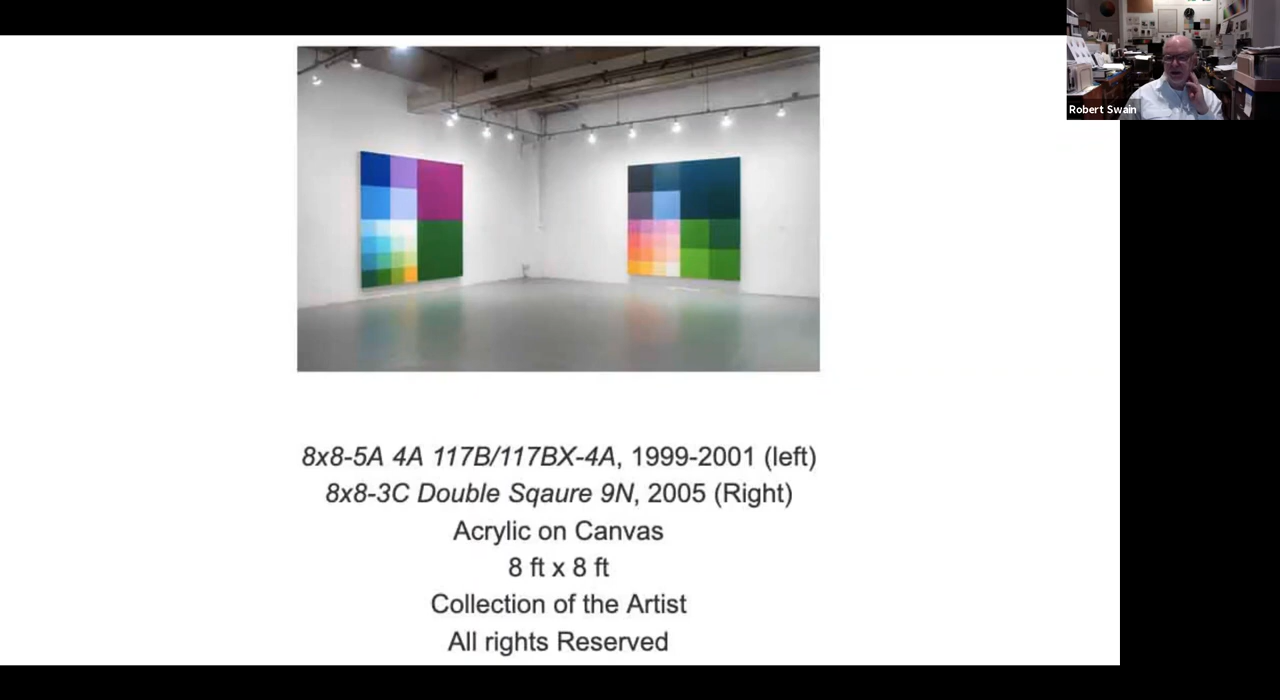 Robert Swain
8x8-5A 4A 117B/117BX-4A, 1999-2001 (left)
8x8-3C Double Sqaure 9N, 2005 (Right)
Acrylic on Canvas
8 ft x 8 ft
Collection of the Artist
All rights Reserved